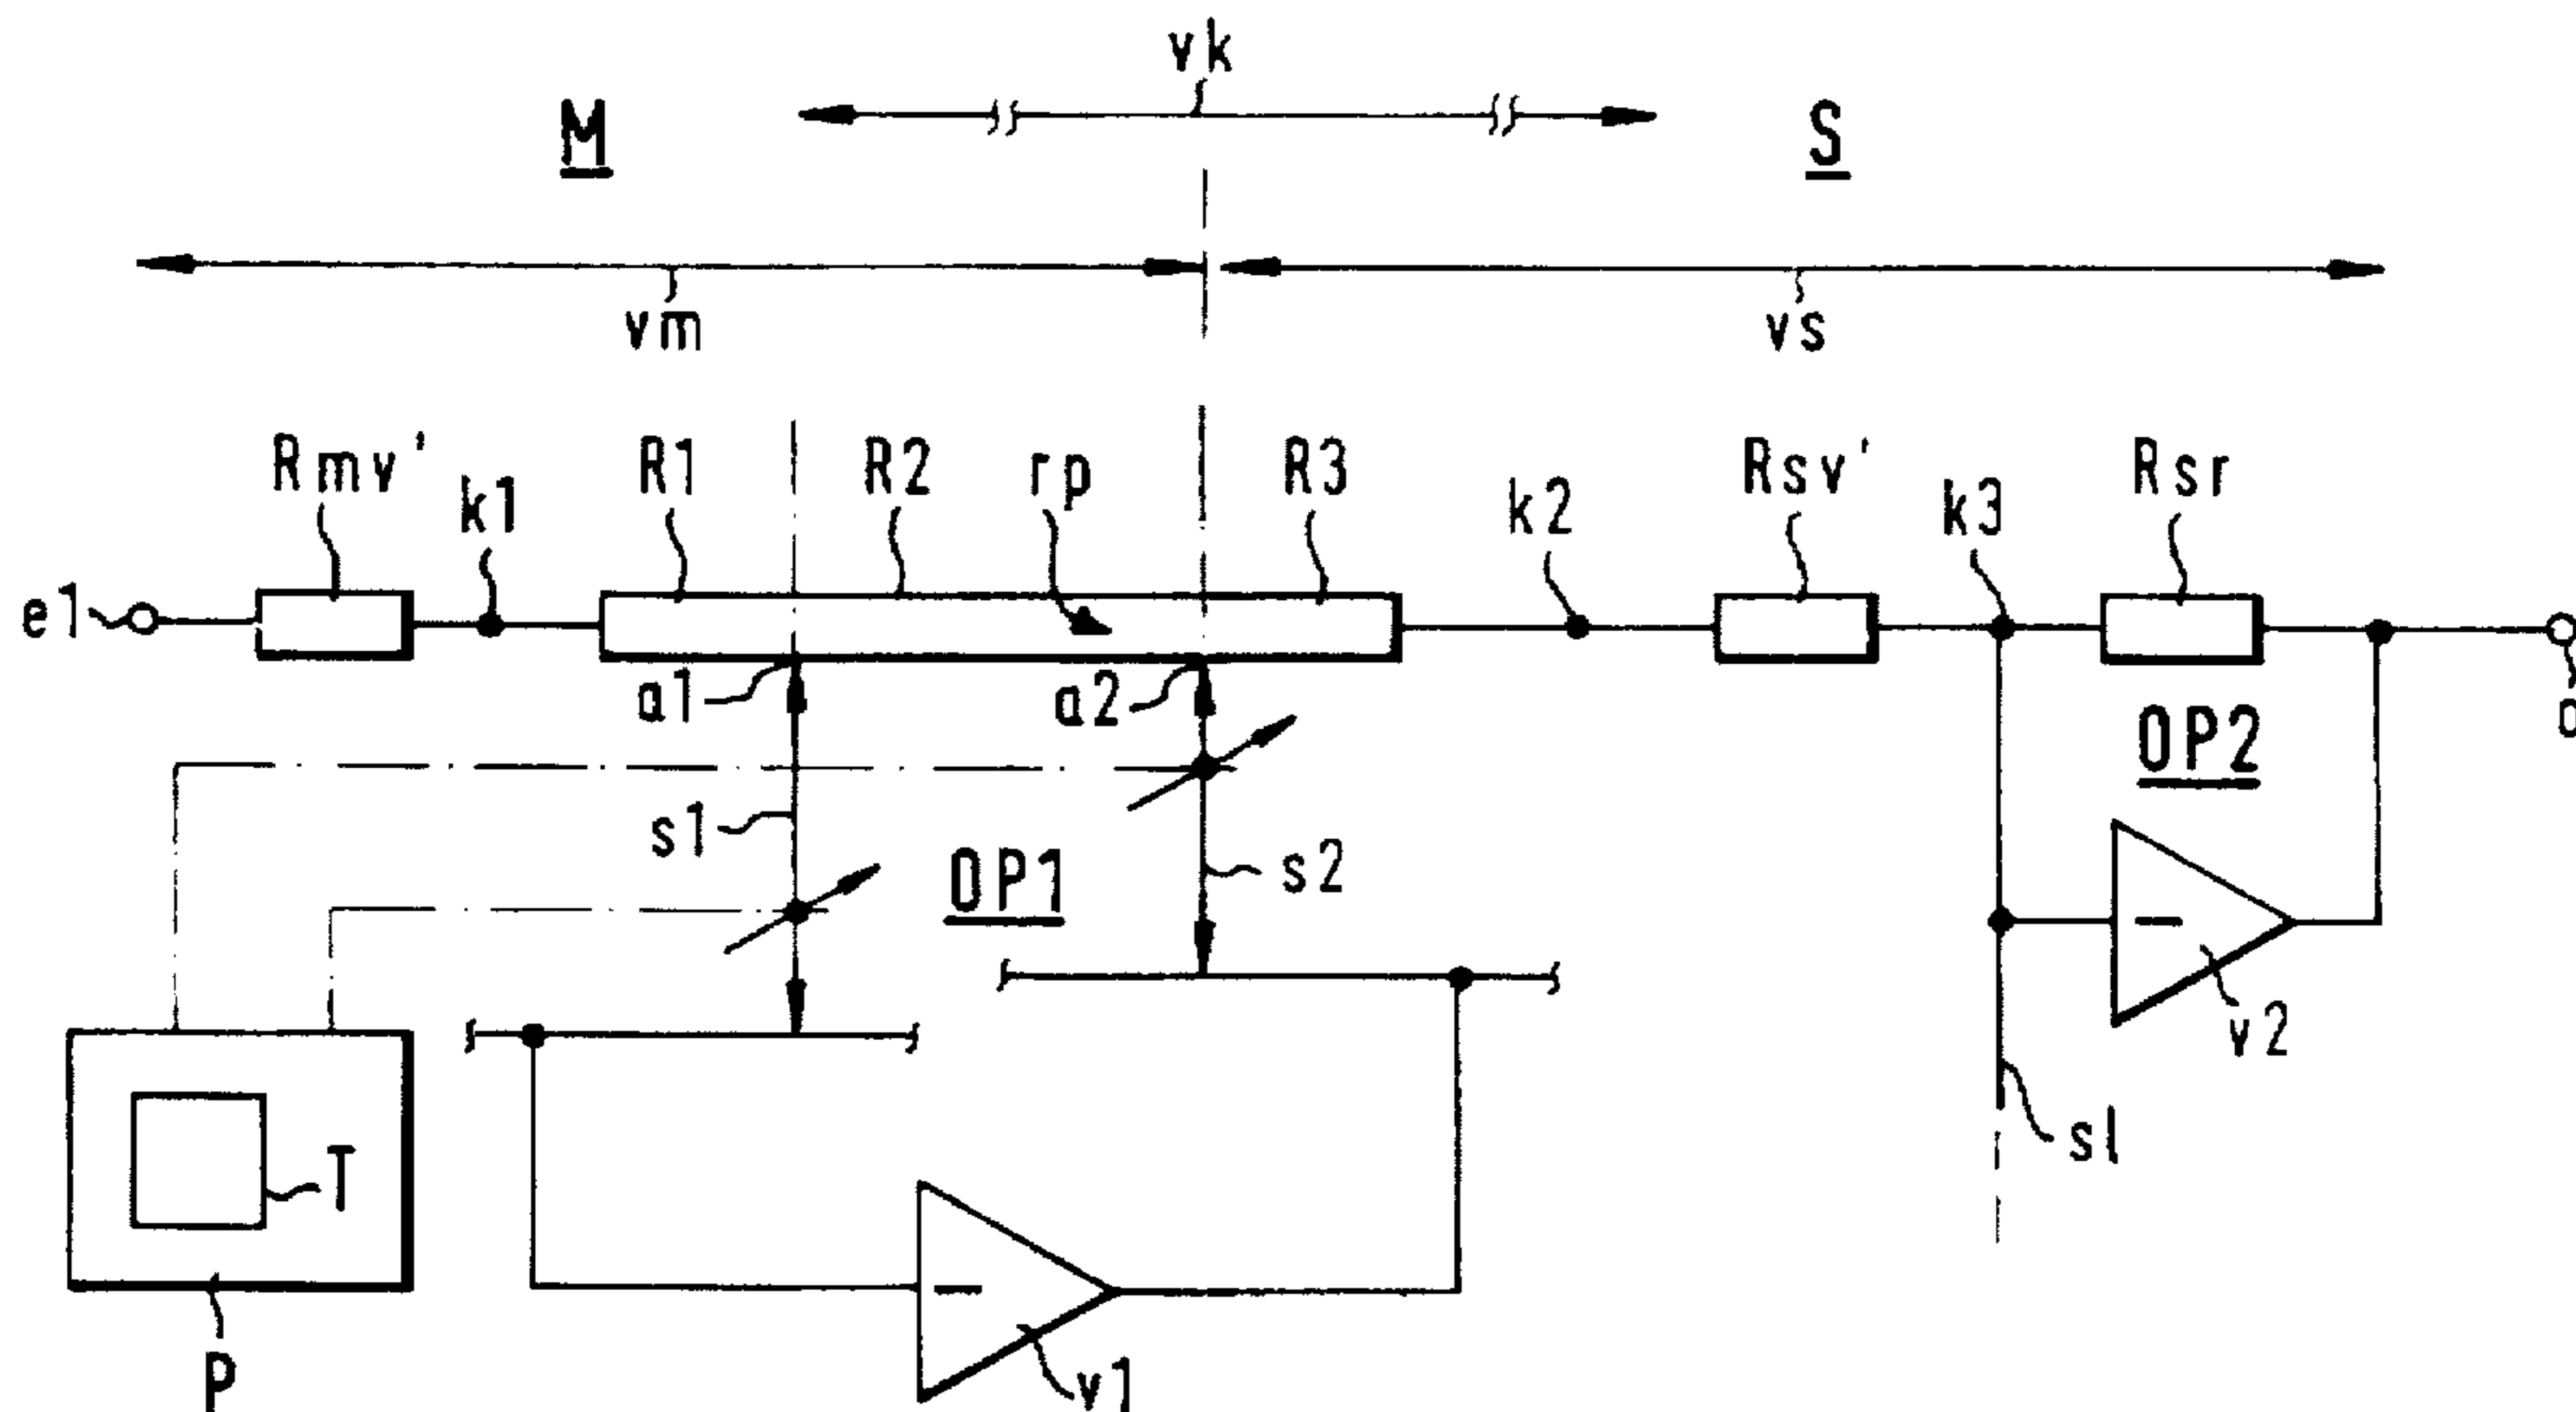 vk
M
S
vm
vs
Rmv'
k1
R1
R2
rp
R3
k2
Rsv'
k3
Rsr
e1
a1
a2
OP2
s1
OP1
s2
v2
sl
T
P
v1